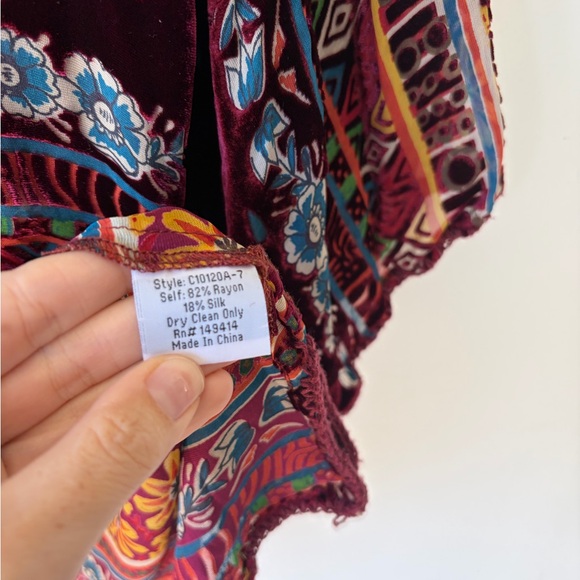 Style: C10120A-7
Self: 82% Rayon
18% Silk
Dry Clean Only
Rn# 149414
Made In China